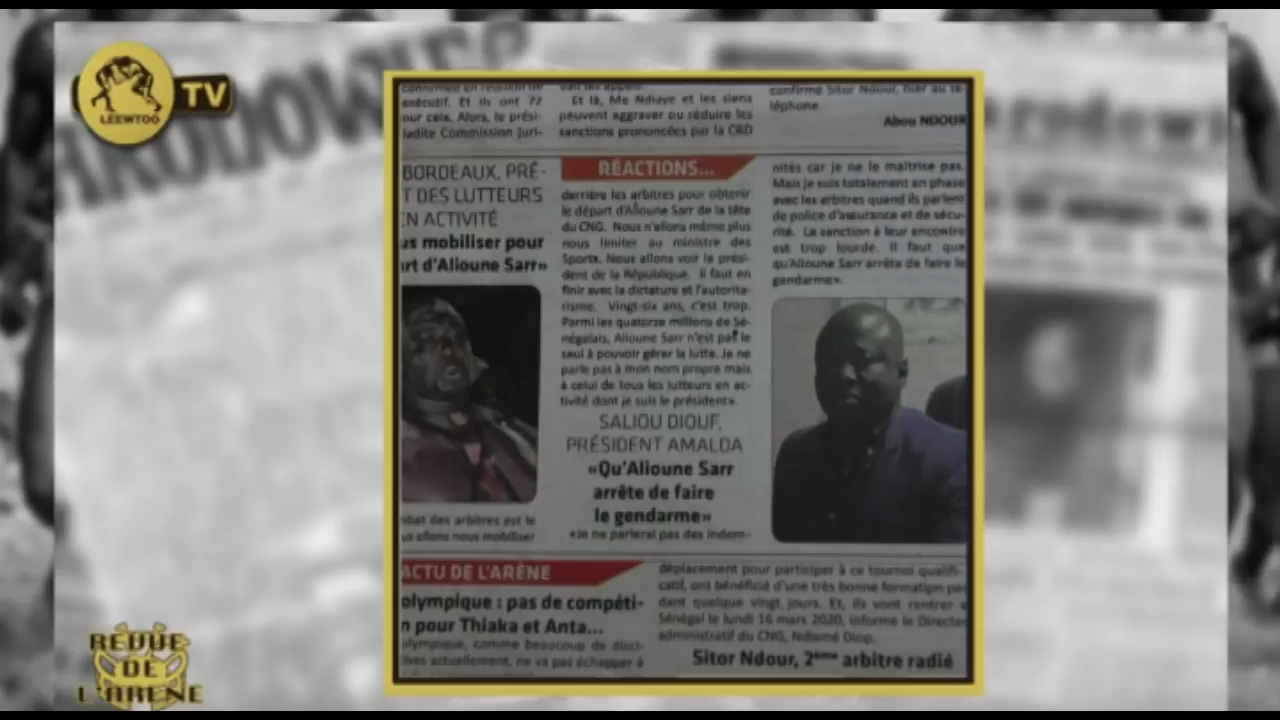 LEEWTOO
TV
REVUE
DE
L'ARENE
exécutif. Et ils ont 72
our cela. Alors, le prési-
ladite Commission Juri-
Et là, Me Ndiaye et les siens
peuvent aggraver ou réduire les
sanctions prononcées par la CRD
confirmé Sitor Ndour, hier au té-
léphone.
Abou NDOUR
BORDEAUX, PRÉ-
T DES LUTTEURS
EN ACTIVITÉ
us mobiliser pour
rt d'Alioune Sarr»
bat des arbitres est le
us allons nous mobiliser
RÉACTIONS...
derrière les arbitres pour obtenir
le départ d'Alioune Sarr de la tête
du CNG. Nous n'allons même plus
nous limiter au ministre des
Sports. Nous allons voir le prési-
dent de la République. Il faut en
finir avec la dictature et l'autorita-
risme. Vingt-six ans, c'est trop.
Parmi les quatorze millions de Sé-
négalais, Alioune Sarr n'est pas le
seul à pouvoir gérer la lutte. Je ne
parle pas à mon nom propre mais
à celui de tous les lutteurs en ac-
tivité dont je suis le président».
SALIOU DIOUF,
PRÉSIDENT AMALDA
«Qu'Alioune Sarr
arrête de faire
le gendarme»
«Je ne parlerai pas des indem-
nités car je ne le maitrise pas.
Mais je suis totalement en phase
avec les arbitres quand ils parlent
de police d'assurance et de sécu-
rité. La sanction à leur encontre
est trop lourde. Il faut que
qu'Alioune Sarr arrête de faire le
gendarme».
ACTU DE L'ARÈNE
olympique : pas de compéti-
n pour Thiaka et Anta...
olympique, comme beaucoup de disci-
ines actuellement, ne va pas échapper à
déplacement pour participer à ce tournoi qualifi-
catif, ont bénéficié d'une très bonne formation pen
dant quelque vingt jours. Et, ils vont rentrer
Sénégal le lundi 16 mars 2020, informe le Directeu
administratif du CNG, Ndiamé Diop.
Sitor Ndour, 2ème arbitre radié